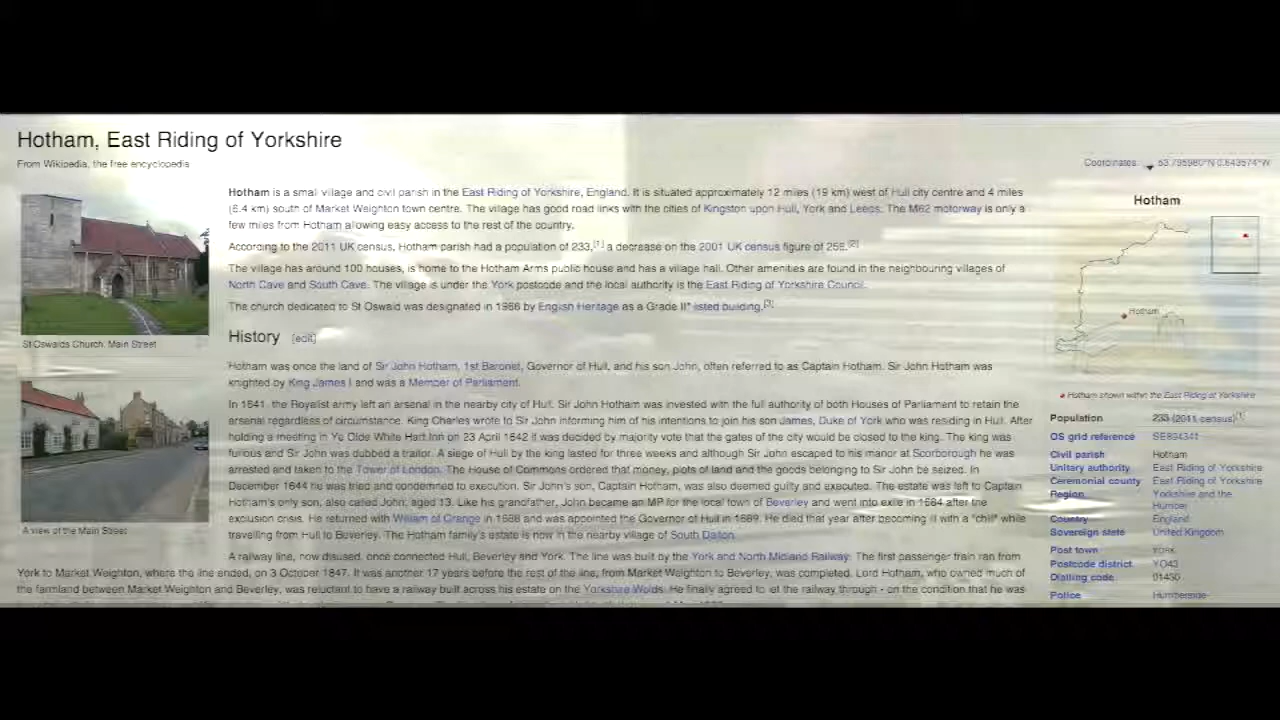 Hotham, East Riding of Yorkshire
From Wikipedia, the free encyclopedia
Coordinates: 53.795980°N 0.643574°W
Hotham is a small village and civil parish in the East Riding of Yorkshire, England. It is situated approximately 12 miles (19 km) west of Hull city centre and 4 miles
(6.4 km) south of Market Weighton town centre. The village has good road links with the cities of Kingston upon Hull, York and Leeds. The M62 motorway is only a
few miles from Hotham allowing easy access to the rest of the country.
According to the 2011 UK census, Hotham parish had a population of 233,[1] a decrease on the 2001 UK census figure of 256.[2]
The village has around 100 houses, is home to the Hotham Arms public house and has a village hall. Other amenities are found in the neighbouring villages of
North Cave and South Cave. The village is under the York postcode and the local authority is the East Riding of Yorkshire Council.
The church dedicated to St Oswald was designated in 1966 by English Heritage as a Grade II* listed building.[3]
St Oswalds Church, Main Street
A view of the Main Street
History [edit]
Hotham was once the land of Sir John Hotham, 1st Baronet, Governor of Hull, and his son John, often referred to as Captain Hotham. Sir John Hotham was
knighted by King James I and was a Member of Parliament.
In 1641, the Royalist army left an arsenal in the nearby city of Hull. Sir John Hotham was invested with the full authority of both Houses of Parliament to retain the
arsenal regardless of circumstance. King Charles wrote to Sir John informing him of his intentions to join his son James, Duke of York who was residing in Hull. After
holding a meeting in Ye Olde White Hart Inn on 23 April 1642 it was decided by majority vote that the gates of the city would be closed to the king. The king was
furious and Sir John was dubbed a traitor. A siege of Hull by the king lasted for three weeks and although Sir John escaped to his manor at Scorborough he was
arrested and taken to the Tower of London. The House of Commons ordered that money, plots of land and the goods belonging to Sir John be seized. In
December 1644 he was tried and condemned to execution. Sir John's son, Captain Hotham, was also deemed guilty and executed. The estate was left to Captain
Hotham's only son, also called John, aged 13. Like his grandfather, John became an MP for the local town of Beverley and went into exile in 1684 after the
exclusion crisis. He returned with William of Orange in 1688 and was appointed the Governor of Hull in 1689. He died that year after becoming ill with a "chill" while
travelling from Hull to Beverley. The Hotham family's estate is now in the nearby village of South Dalton.
A railway line, now disused, once connected Hull, Beverley and York. The line was built by the York and North Midland Railway. The first passenger train ran from
York to Market Weighton, where the line ended, on 3 October 1847. It was another 17 years before the rest of the line, from Market Weighton to Beverley, was completed. Lord Hotham, who owned much of
the farmland between Market Weighton and Beverley, was reluctant to have a railway built across his estate on the Yorkshire Wolds. He finally agreed to let the railway through - on the condition that he was
Hotham
Hotham
Hotham shown within the East Riding of Yorkshire
Population 233 (2011 census)[1]
OS grid reference SE894341
Civil parish Hotham
Unitary authority East Riding of Yorkshire
Ceremonial county East Riding of Yorkshire
Region Yorkshire and the
Humber
Country England
Sovereign state United Kingdom
Post town YORK
Postcode district YO43
Dialling code 01430
Police Humberside